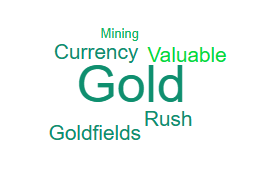 Mining
Currency Valuable
Gold
Rush
Goldfields